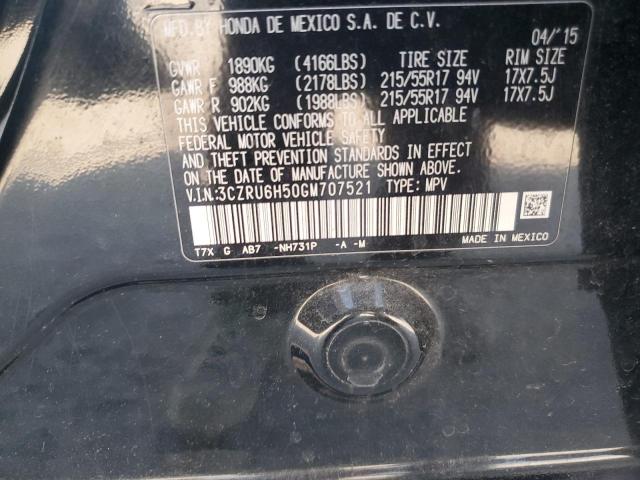 MFD. BY HONDA DE MEXICO S.A. DE C.V. 04/'15
GVWR 1890KG (4166LBS) TIRE SIZE RIM SIZE
GAWR F 988KG (2178LBS) 215/55R17 94V 17X7.5J
GAWR R 902KG (1988LBS) 215/55R17 94V 17X7.5J
THIS VEHICLE CONFORMS TO ALL APPLICABLE
FEDERAL MOTOR VEHICLE SAFETY
AND THEFT PREVENTION STANDARDS IN EFFECT
ON THE DATE OF MANUFACTURE SHOWN ABOVE.
V.I.N.:3CZRU6H50GM707521 TYPE: MPV
T7X G AB7 -NH731P -A -M MADE IN MEXICO